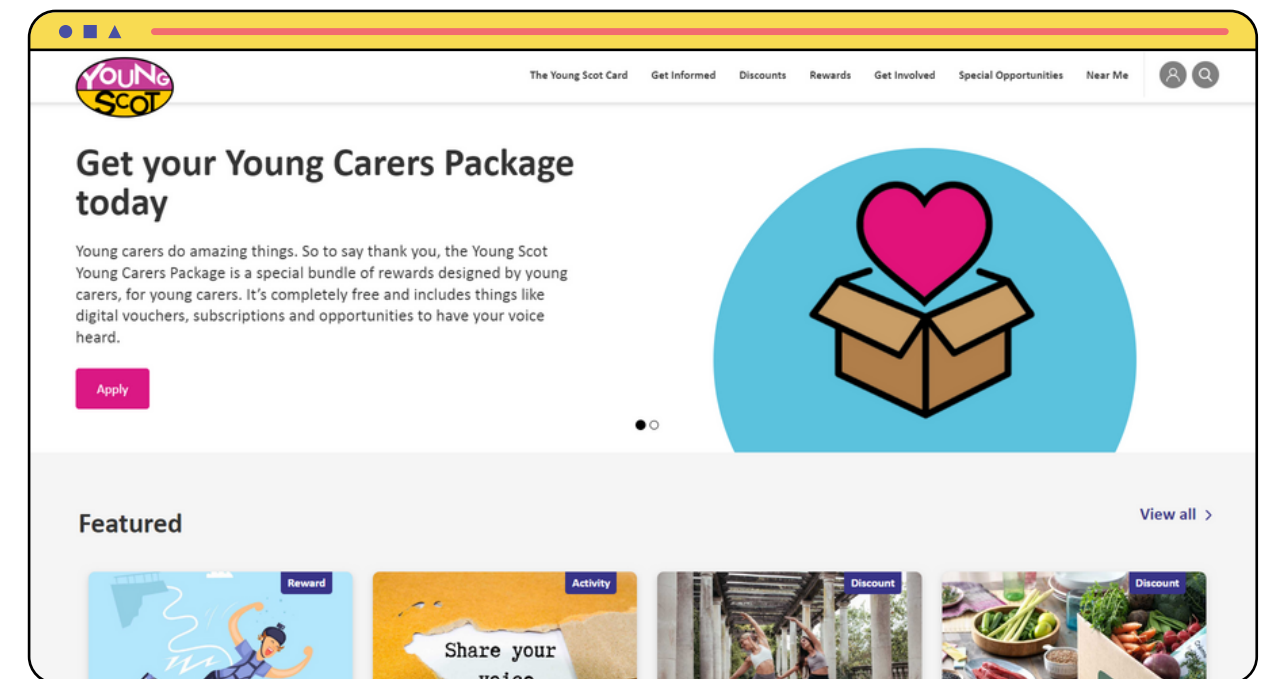 YOUNG
SCOT
The Young Scot Card Get Informed Discounts Rewards Get Involved Special Opportunities Near Me
Get your Young Carers Package
today
Young carers do amazing things. So to say thank you, the Young Scot
Young Carers Package is a special bundle of rewards designed by young
carers, for young carers. It’s completely free and includes things like
digital vouchers, subscriptions and opportunities to have your voice
heard.
Apply
Featured
View all
Reward
Activity
Discount
Discount
Share your
voice